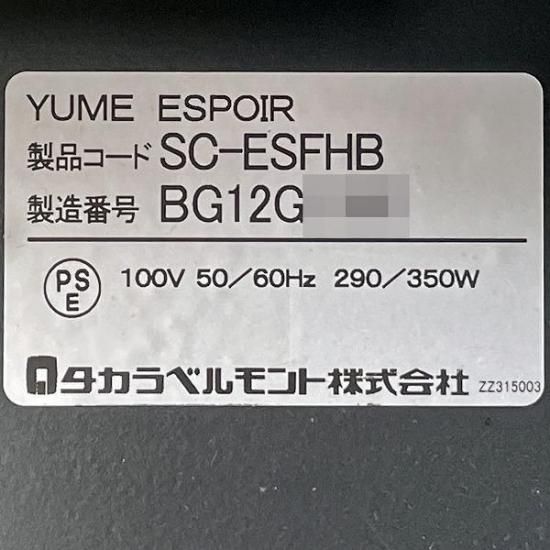 YUME ESPOIR
製品コード SC-ESFHB
製造番号 BG12G
PSE 100V 50/60Hz 290/350W
タカラベルモント株式会社 ZZ315003